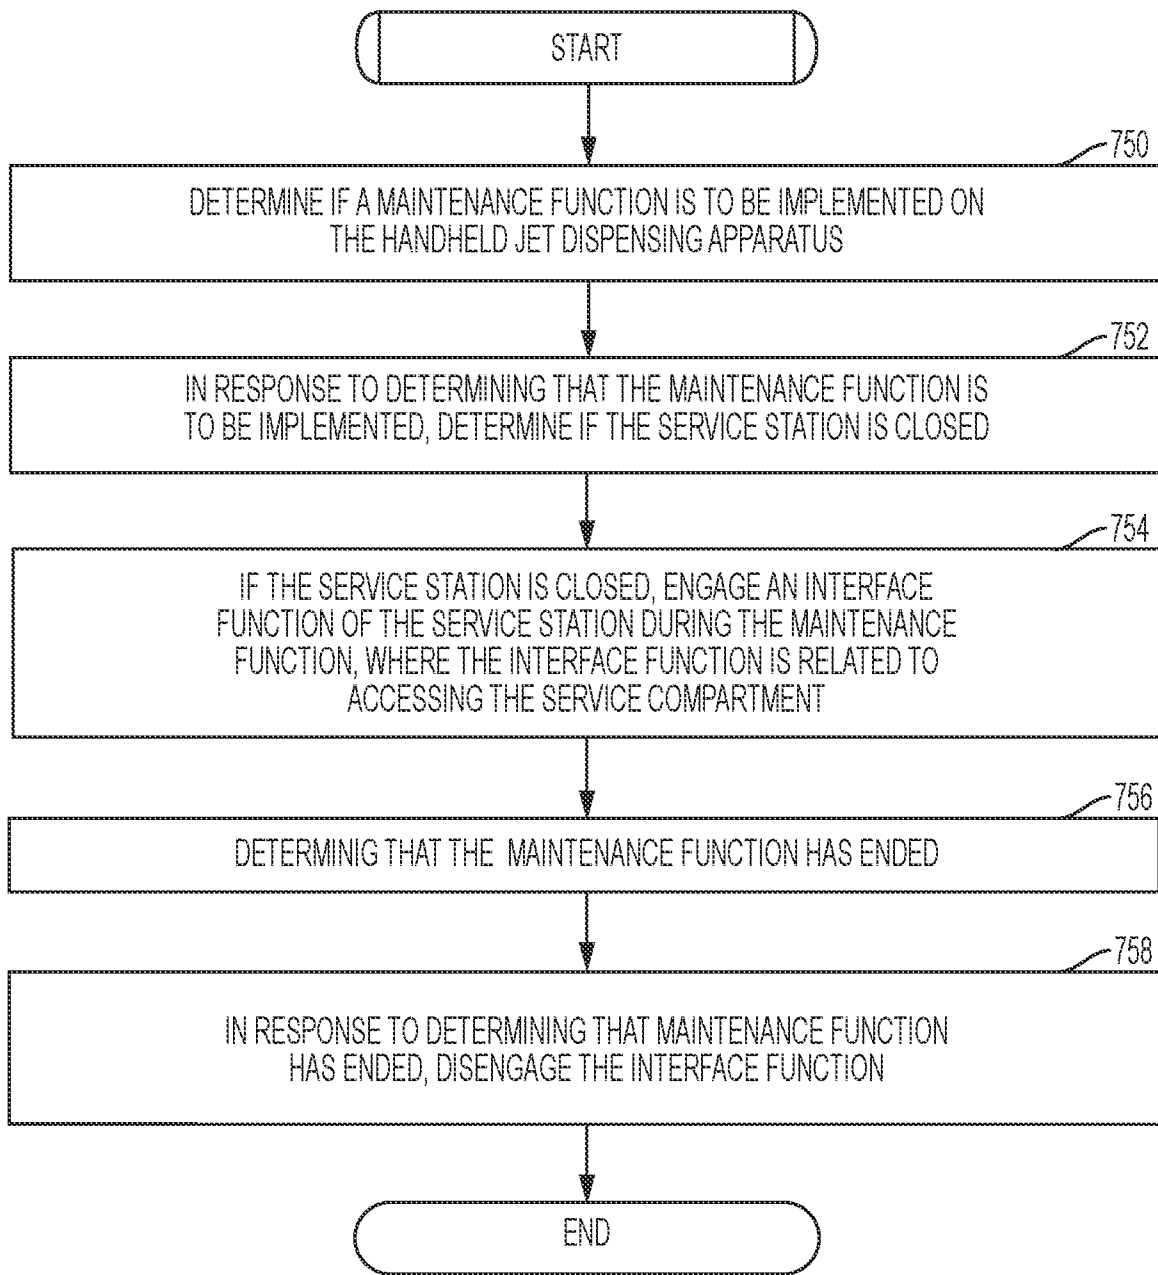 START
750
DETERMINE IF A MAINTENANCE FUNCTION IS TO BE IMPLEMENTED ON
THE HANDHELD JET DISPENSING APPARATUS
752
IN RESPONSE TO DETERMINING THAT THE MAINTENANCE FUNCTION IS
TO BE IMPLEMENTED, DETERMINE IF THE SERVICE STATION IS CLOSED
754
IF THE SERVICE STATION IS CLOSED, ENGAGE AN INTERFACE
FUNCTION OF THE SERVICE STATION DURING THE MAINTENANCE
FUNCTION, WHERE THE INTERFACE FUNCTION IS RELATED TO
ACCESSING THE SERVICE COMPARTMENT
756
DETERMINIG THAT THE MAINTENANCE FUNCTION HAS ENDED
758
IN RESPONSE TO DETERMINING THAT MAINTENANCE FUNCTION
HAS ENDED, DISENGAGE THE INTERFACE FUNCTION
END